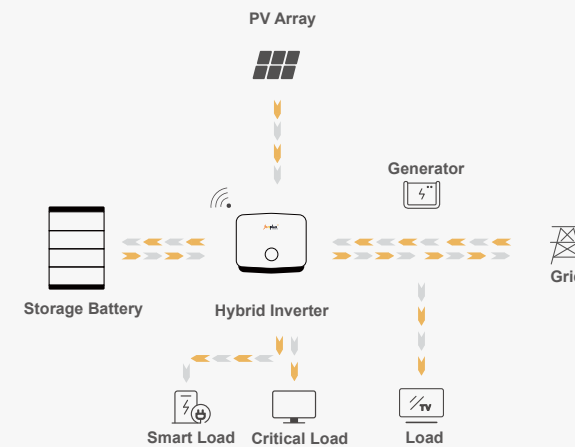 PV Array
Generator
Storage Battery
Hybrid Inverter
TV
Smart Load
Critical Load
Load